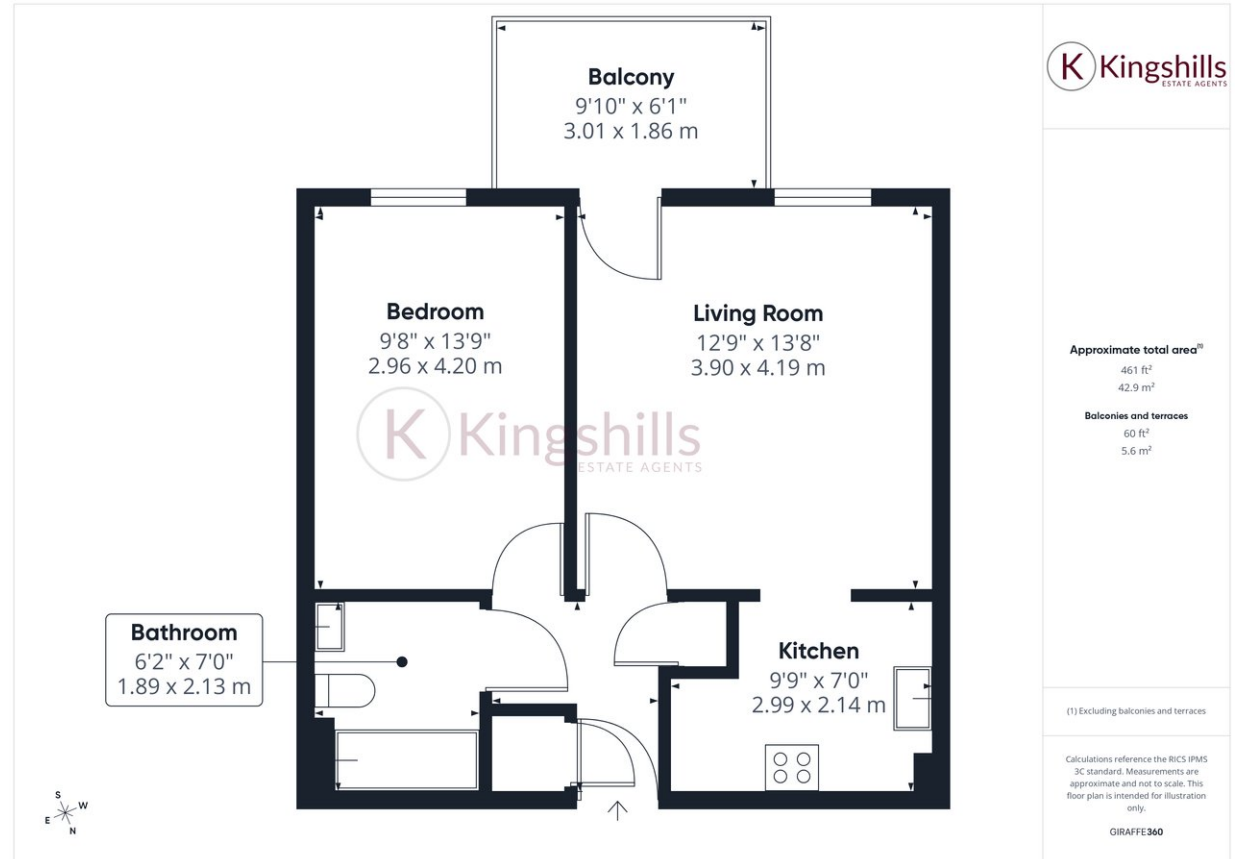 Balcony
9'10" x 6'1"
3.01 x 1.86 m
Bedroom
9'8" x 13'9"
2.96 x 4.20 m
Living Room
12'9" x 13'8"
3.90 x 4.19 m
K Kingshills
ESTATE AGENTS
Bathroom
6'2" x 7'0"
1.89 x 2.13 m
Kitchen
9'9" x 7'0"
2.99 x 2.14 m
S
W
E
N
K Kingshills
ESTATE AGENTS
Approximate total area(1)
461 ft²
42.9 m²
Balconies and terraces
60 ft²
5.6 m²
(1) Excluding balconies and terraces
Calculations reference the RICS IPMS
3C standard. Measurements are
approximate and not to scale. This
floor plan is intended for illustration
only.
GIRAFFE360